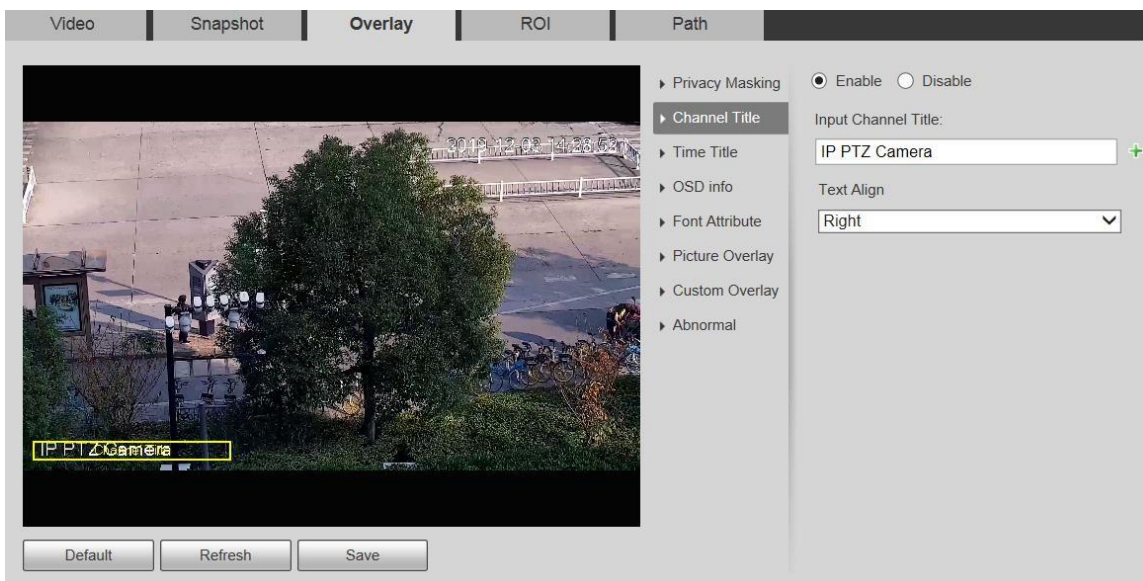 Video Snapshot Overlay ROI Path
Privacy Masking
Channel Title
Time Title
OSD info
Font Attribute
Picture Overlay
Custom Overlay
Abnormal
Enable Disable
Input Channel Title:
IP PTZ Camera
Text Align
Right
IP PTZ Camera
Default Refresh Save